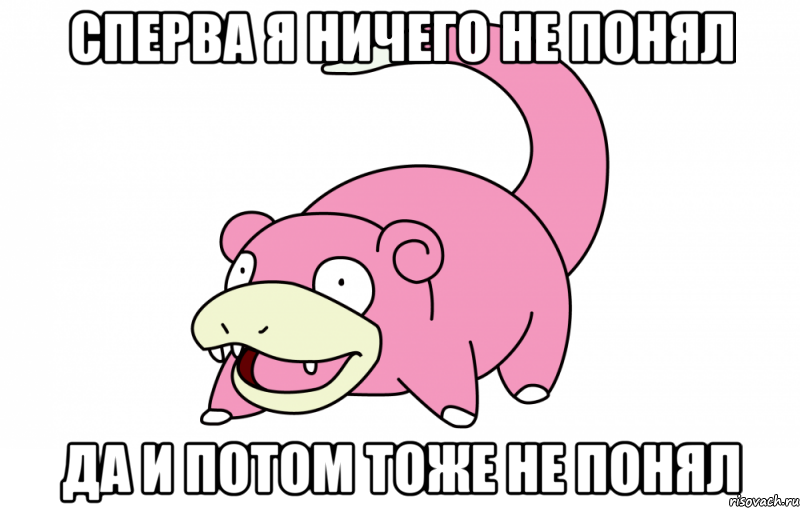 СПЕРВА Я НИЧЕГО НЕ ПОНЯЛ
ДА И ПОТОМ ТОЖЕ НЕ ПОНЯЛ
risovach.ru